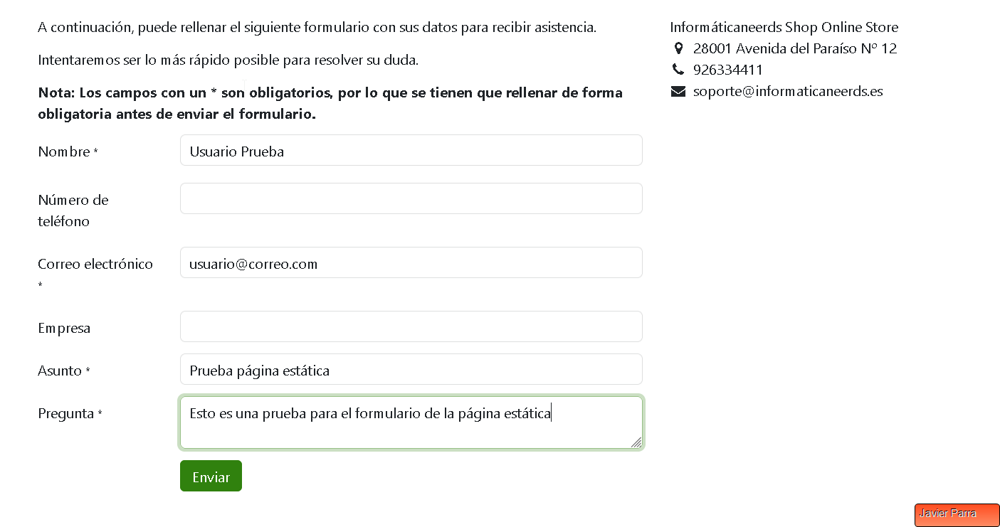 A continuación, puede rellenar el siguiente formulario con sus datos para recibir asistencia.
Intentaremos ser lo más rápido posible para resolver su duda.
Nota: Los campos con un * son obligatorios, por lo que se tienen que rellenar de forma
obligatoria antes de enviar el formulario.
Nombre *
Usuario Prueba
Número de
teléfono
Correo electrónico
*
usuario@correo.com
Empresa
Asunto *
Prueba página estática
Pregunta *
Esto es una prueba para el formulario de la página estática
Enviar
Informáticaneerds Shop Online Store
28001 Avenida del Paraíso Nº 12
926334411
soporte@informaticaneerds.es
Javier Parra